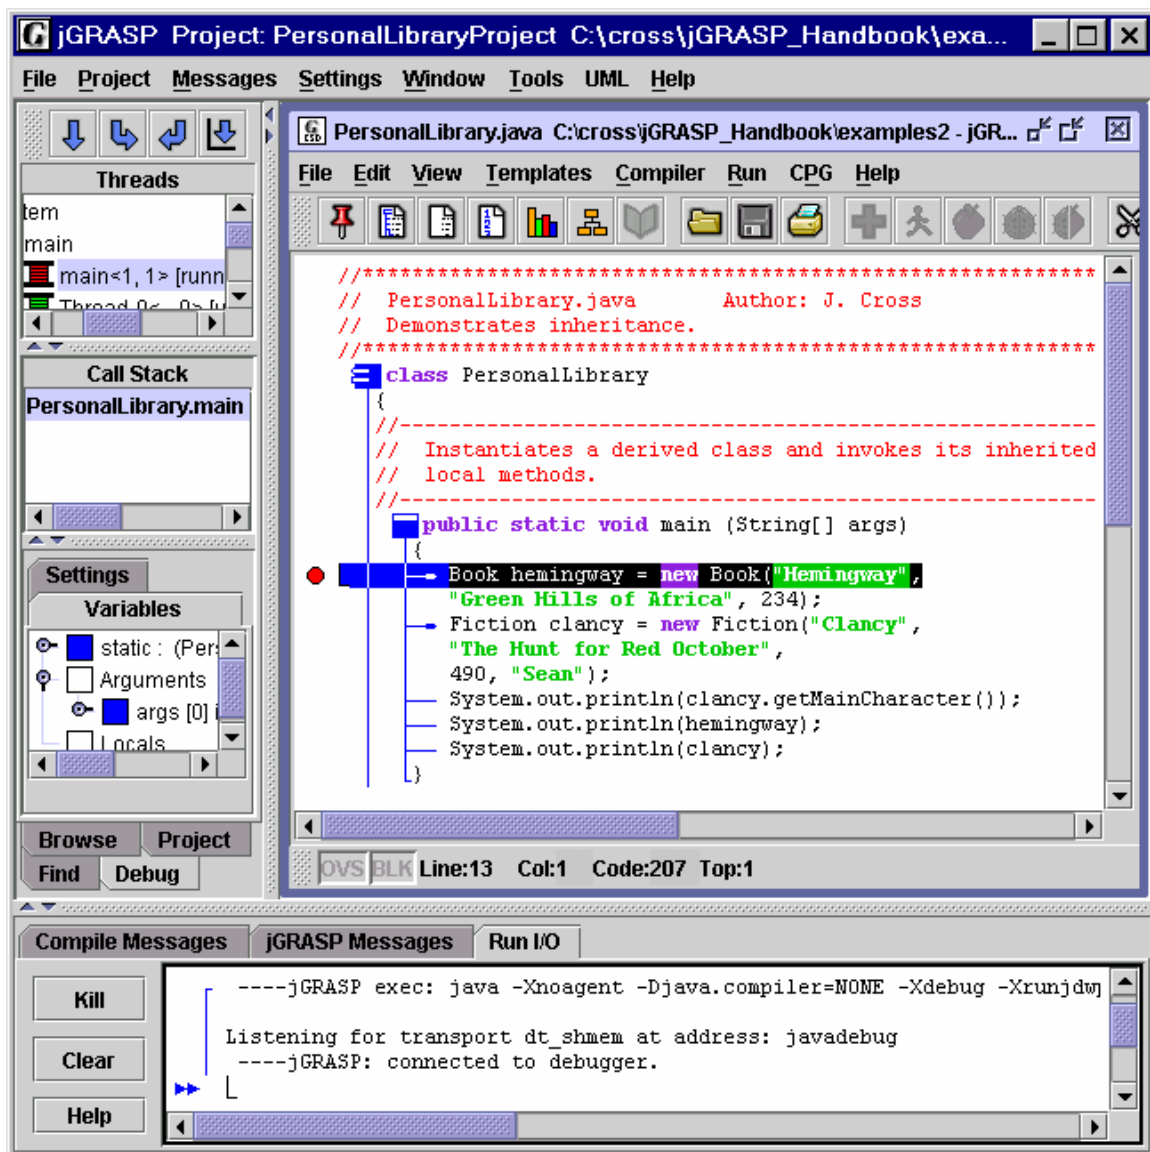 jGRASP Project: PersonalLibraryProject C:\cross\jGRASP_Handbook\exa...
File Project Messages Settings Window Tools UML Help
Threads
tem
main
main<1, 1> [runn
Call Stack
PersonalLibrary.main
Settings
Variables
static : (Pers
Arguments
args [0] i
Locals
Browse Project
Find Debug
PersonalLibrary.java C:\cross\jGRASP_Handbook\examples2 - jGR...
File Edit View Templates Compiler Run CPG Help
//***********************************************************
// PersonalLibrary.java Author: J. Cross
// Demonstrates inheritance.
//***********************************************************
class PersonalLibrary
{
//--------------------------------------------------------
// Instantiates a derived class and invokes its inherited
// local methods.
//--------------------------------------------------------
public static void main (String[] args)
{
Book hemingway = new Book("Hemingway",
"Green Hills of Africa", 234);
Fiction clancy = new Fiction("Clancy",
"The Hunt for Red October",
490, "Sean");
System.out.println(clancy.getMainCharacter());
System.out.println(hemingway);
System.out.println(clancy);
}
OVS BLK Line:13 Col:1 Code:207 Top:1
Compile Messages jGRASP Messages Run I/O
Kill
Clear
Help
----jGRASP exec: java -Xnoagent -Djava.compiler=NONE -Xdebug -Xrunjdwp
Listening for transport dt_shmem at address: javadebug
----jGRASP: connected to debugger.